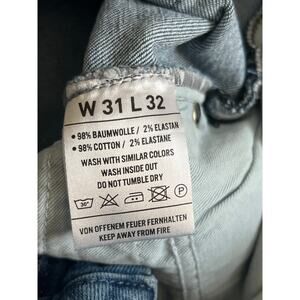 W 31 L 32
• 98% BAUMWOLLE / 2% ELASTAN
• 98% COTTON / 2% ELASTANE
WASH WITH SIMILAR COLORS
WASH INSIDE OUT
DO NOT TUMBLE DRY
30° P
VON OFFENEM FEUER FERNHALTEN
KEEP AWAY FROM FIRE